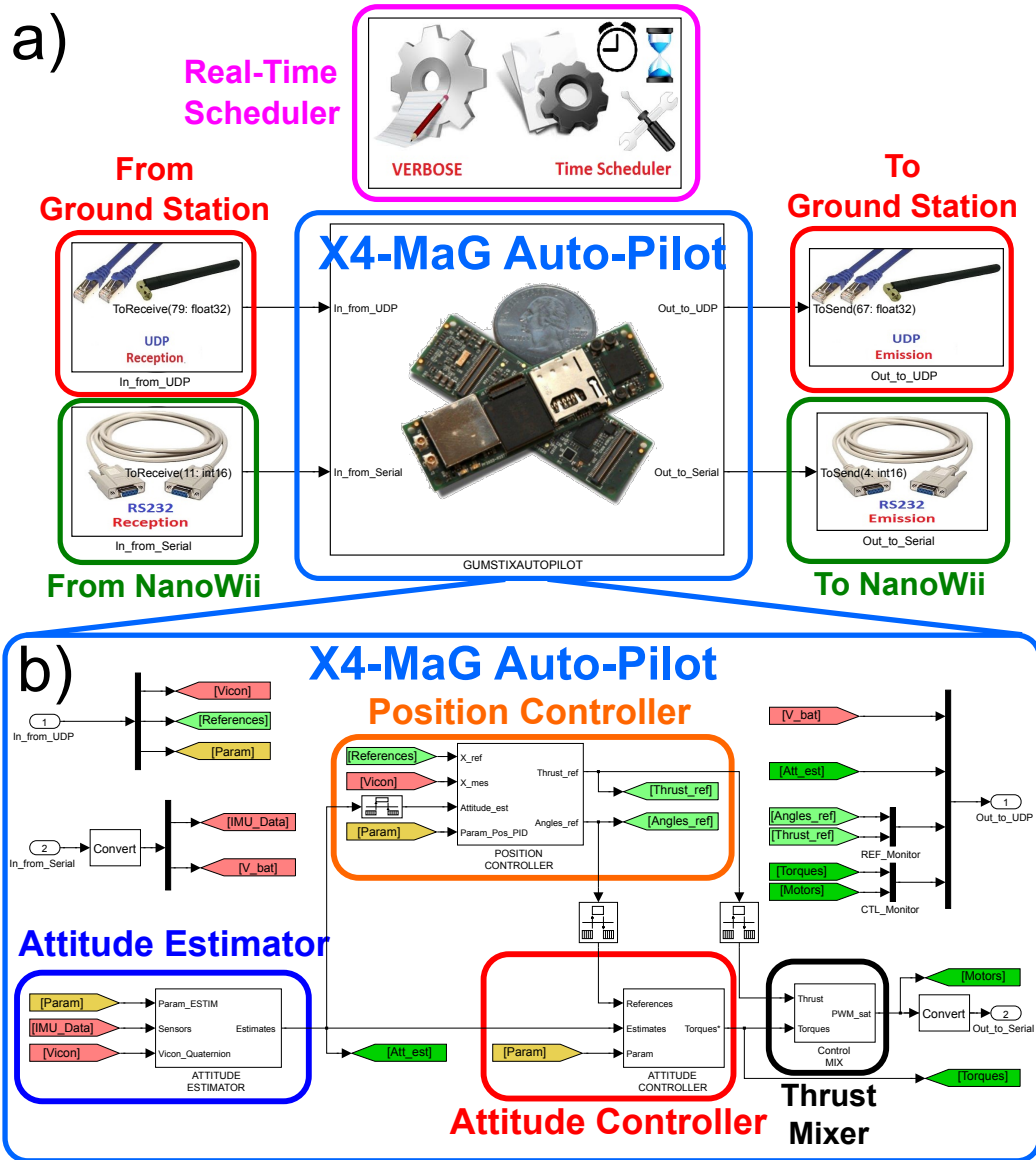 a)
Real-Time
Scheduler
VERBOSE
Time Scheduler
From
Ground Station
To
Ground Station
X4-MaG Auto-Pilot
ToReceive(79: float32)
UDP
Reception
In_from_UDP
In_from_UDP
Out_to_UDP
ToSend(67: float32)
UDP
Emission
Out_to_UDP
ToReceive(11: int16)
RS232
Reception
In_from_Serial
In_from_Serial
Out_to_Serial
ToSend(4: int16)
RS232
Emission
Out_to_Serial
GUMSTIXAUTOPILOT
From NanoWii
To NanoWii
b)
X4-MaG Auto-Pilot
1
In_from_UDP
[Vicon]
[References]
[Param]
2
In_from_Serial
Convert
[IMU_Data]
[V_bat]
Position Controller
[References]
[Vicon]
[Param]
X_ref
X_mes
Attitude_est
Param_Pos_PID
Thrust_ref
Angles_ref
POSITION
CONTROLLER
[Thrust_ref]
[Angles_ref]
[V_bat]
[Att_est]
[Angles_ref]
[Thrust_ref]
REF_Monitor
[Torques]
[Motors]
CTL_Monitor
1
Out_to_UDP
Attitude Estimator
[Param]
[IMU_Data]
[Vicon]
Param_ESTIM
Sensors
Vicon_Quaternion
Estimates
ATTITUDE
ESTIMATOR
[Att_est]
[Param]
References
Estimates
Param
Torques*
ATTITUDE
CONTROLLER
Attitude Controller
Thrust
Torques
PWM_sat
Control
MIX
Thrust
Mixer
[Motors]
Convert
2
Out_to_Serial
[Torques]